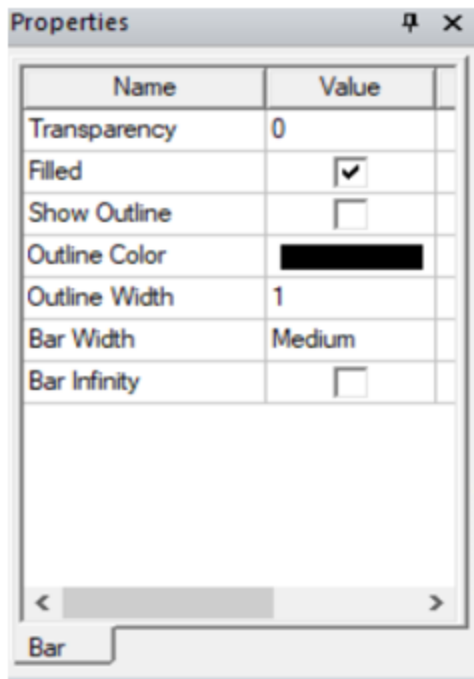 Properties
Name Value
Transparency 0
Filled
Show Outline
Outline Color
Outline Width 1
Bar Width Medium
Bar Infinity
Bar